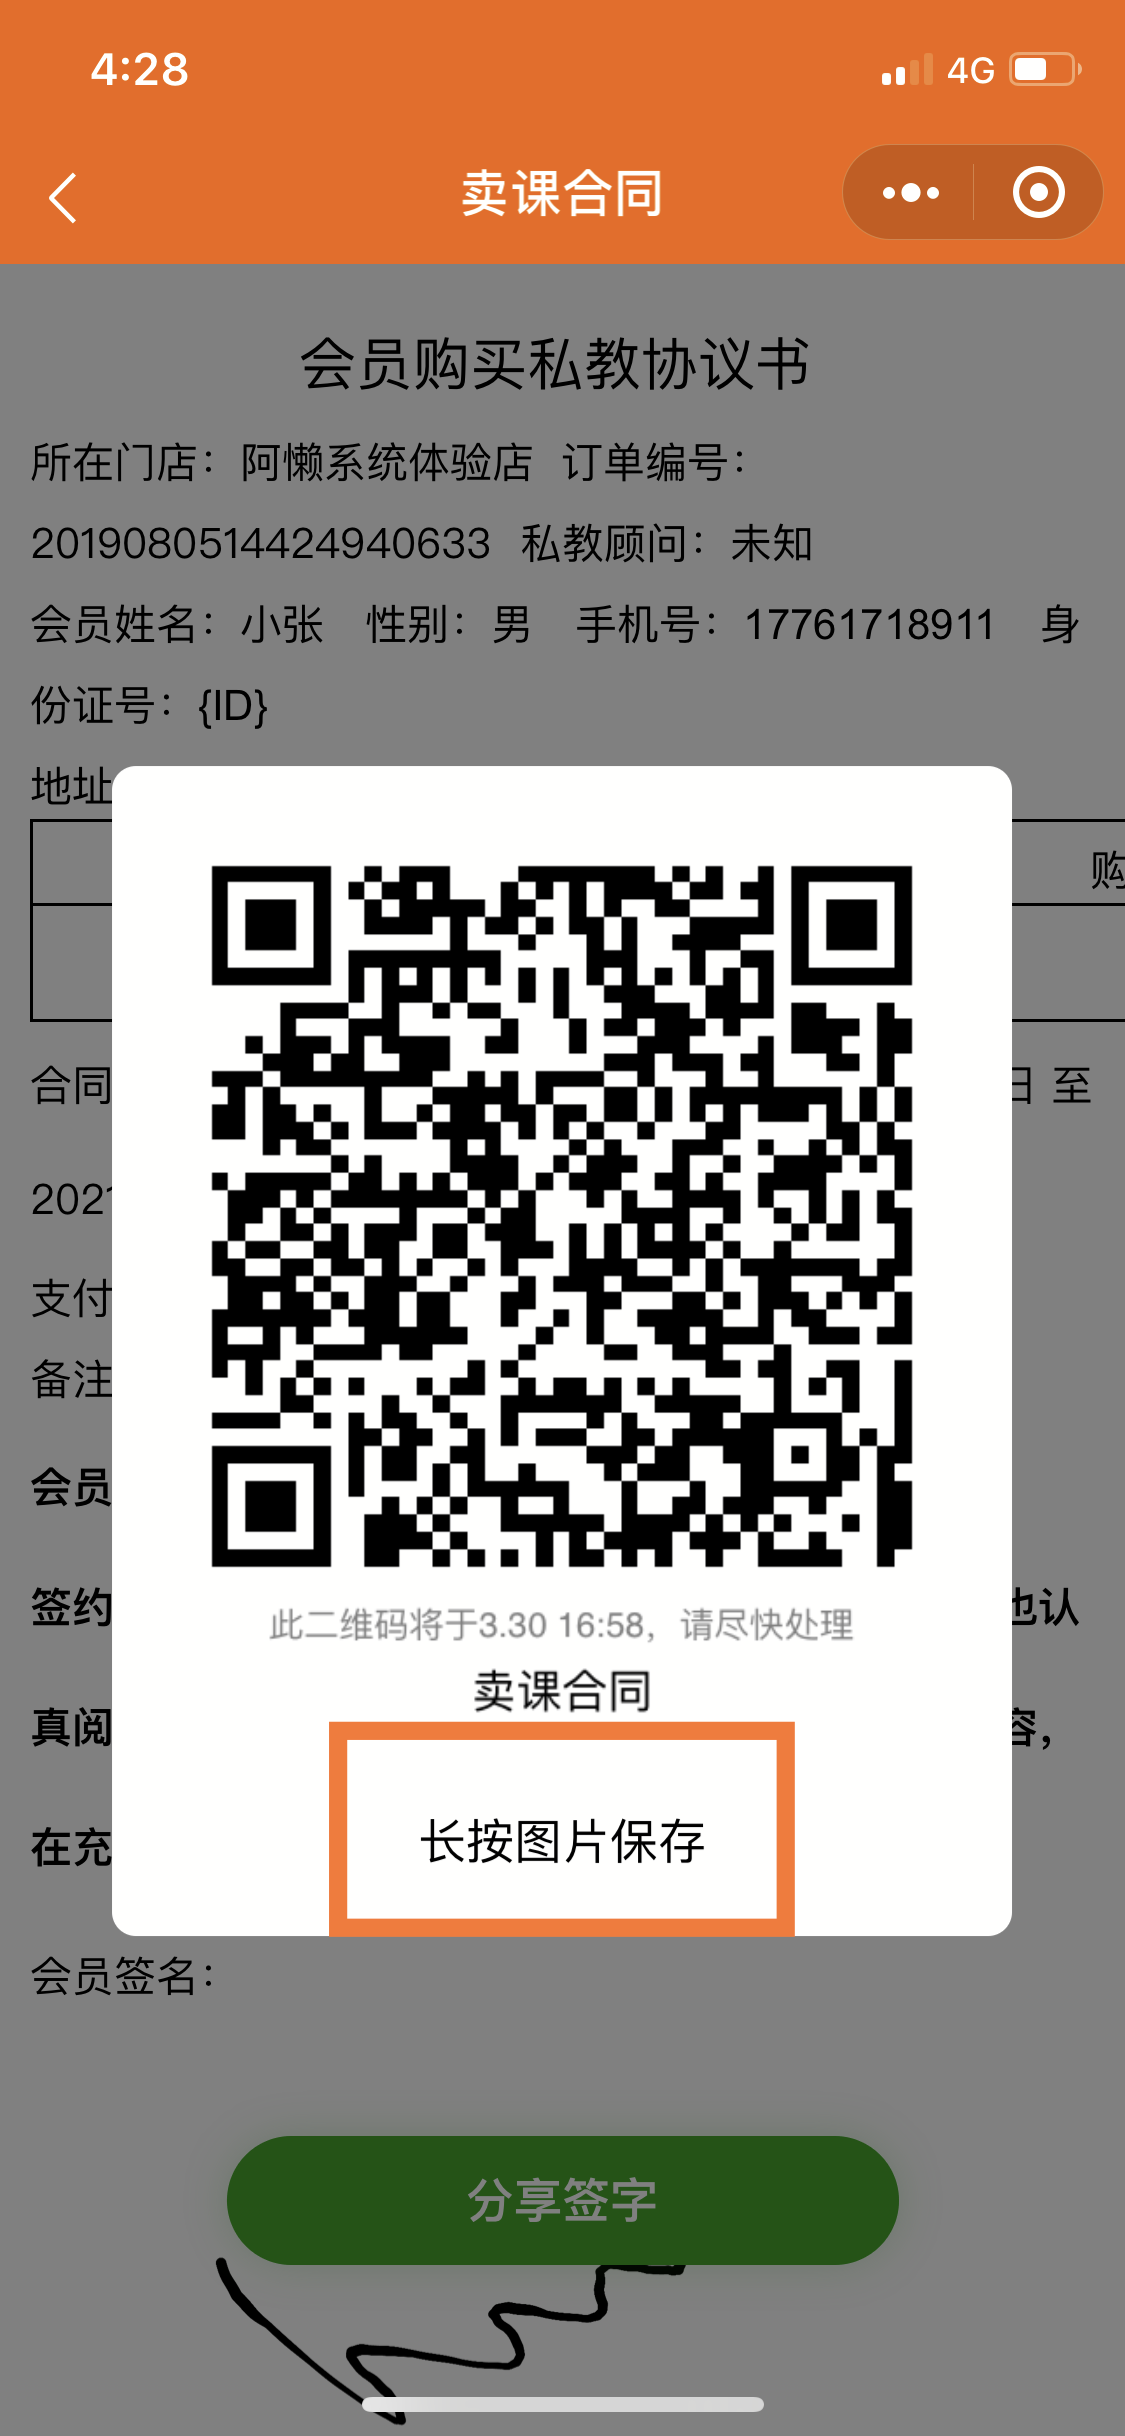 4:28
4G
卖课合同
会员购买私教协议书
所在门店：阿懒系统体验店 订单编号：
2019080514424940633 私教顾问：未知
会员姓名：小张 性别：男 手机号：17761718911 身
份证号：{ID}
地址
购
合同 日 至
2021
支付
备注
会员
签约 也认
真阅 容，
在充
此二维码将于3.30 16:58，请尽快处理
卖课合同
长按图片保存
会员签名：
分享签字